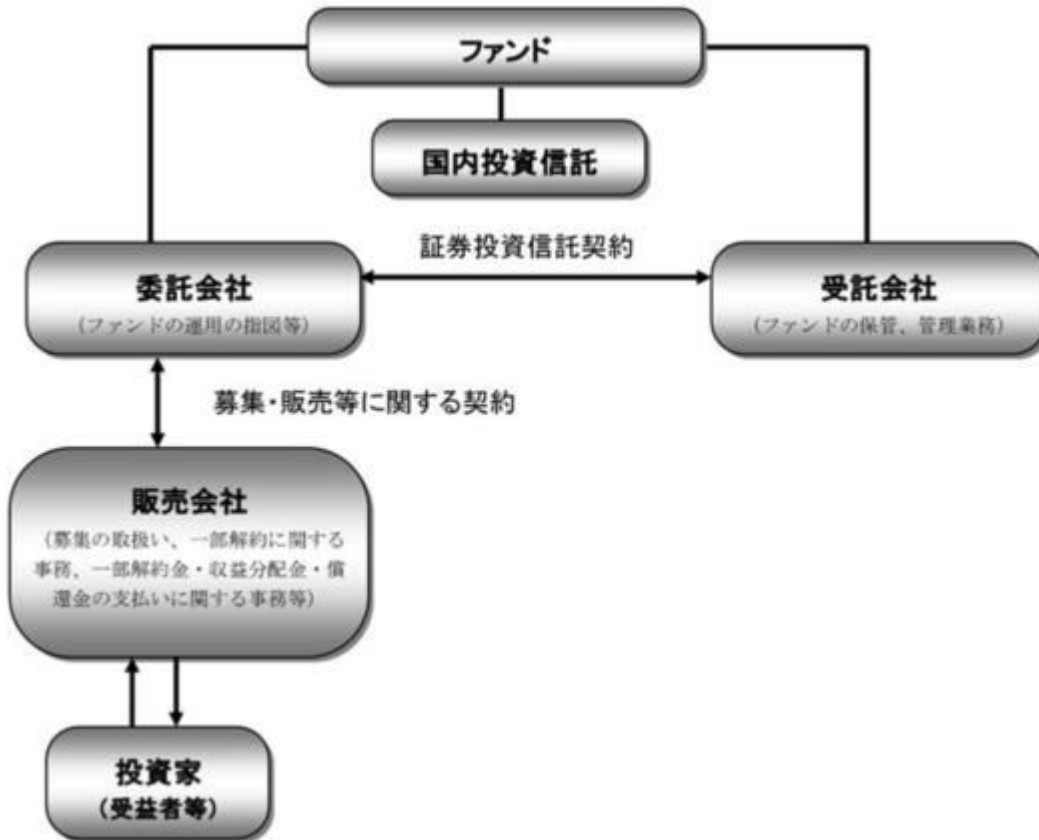 ファンド
国内投資信託
証券投資信託契約
委託会社
(ファンドの運用の指図等)
受託会社
(ファンドの保管、管理業務)
募集・販売等に関する契約
販売会社
(募集の取扱い、一部解約に関する
事務、一部解約金・収益分配金・償
還金の支払いに関する事務等)
投資家
(受益者等)